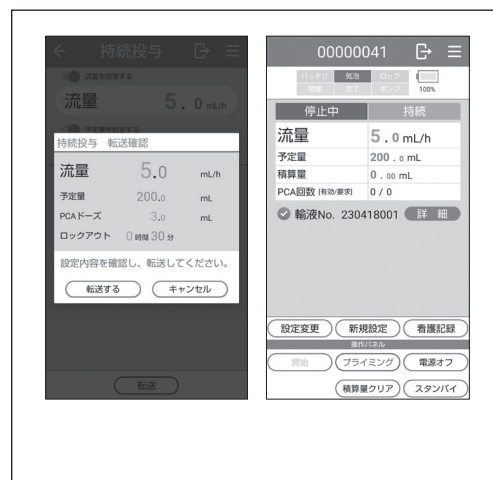 持続投与
流量を設定する
流量 5.0 mL/h
予定量を設定する
持続投与 転送確認
流量 5.0 mL/h
予定量 200.0 mL
PCAドーズ 3.0 mL
ロックアウト 0時間30分
設定内容を確認し、転送してください。
転送する キャンセル
転送
00000041
バッテリ 気泡 ロック
閉塞 完了 ポンプ 100%
停止中 持続
流量 5.0 mL/h
予定量 200.0 mL
積算量 0.00 mL
PCA回数 [有効/要求] 0 / 0
輸液No. 230418001 詳 細
設定変更 新規設定 看護記録
操作パネル
開始 プライミング 電源オフ
積算量クリア スタンバイ